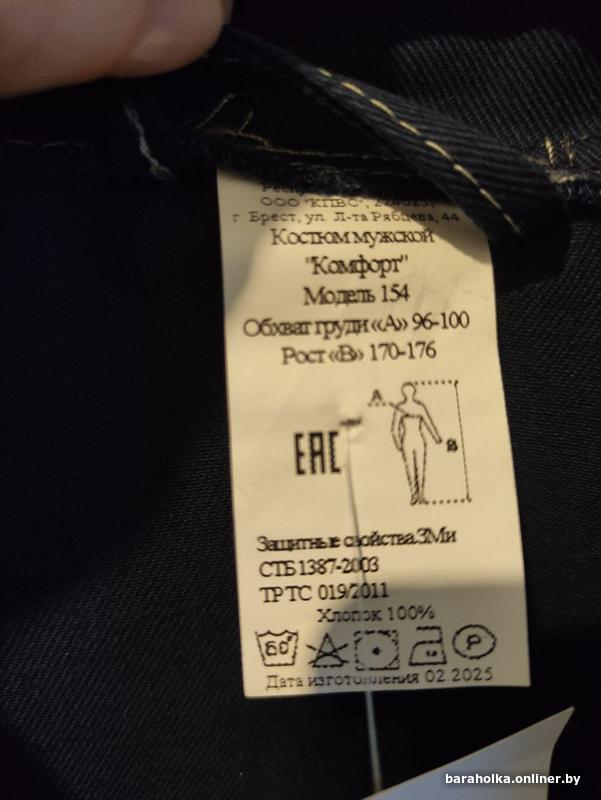 ООО "КПВС", 224025,
г. Брест, ул. Л-та Рябцева, 44
Костюм мужской
"Комфорт"
Модель 154
Обхват груди «А» 96-100
Рост «В» 170-176
А
В
ЕАС
Защитные свойства ЗМи
СТБ 1387-2003
ТР ТС 019/2011
Хлопок 100%
60 Р
Дата изготовления 02.2025
baraholka.onliner.by